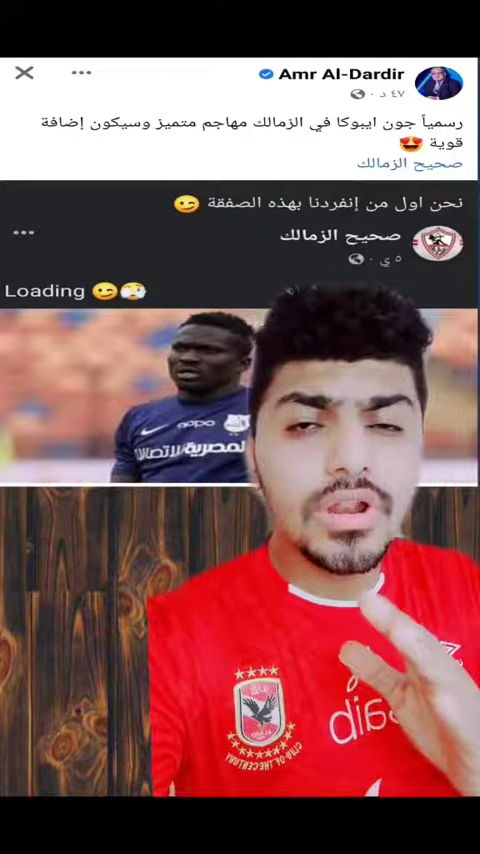 Amr Al-Dardir
٤٧ د
رسمياً جون ايبوكا في الزمالك مهاجم متميز وسيكون إضافة
قوية 😍
صحيح الزمالك
نحن اول من إنفردنا بهذه الصفقة 😉
صحيح الزمالك
٥ ي
Loading 😉🫣
oppo
المصرية للاتصالات
CLUB OF THE CENTURY